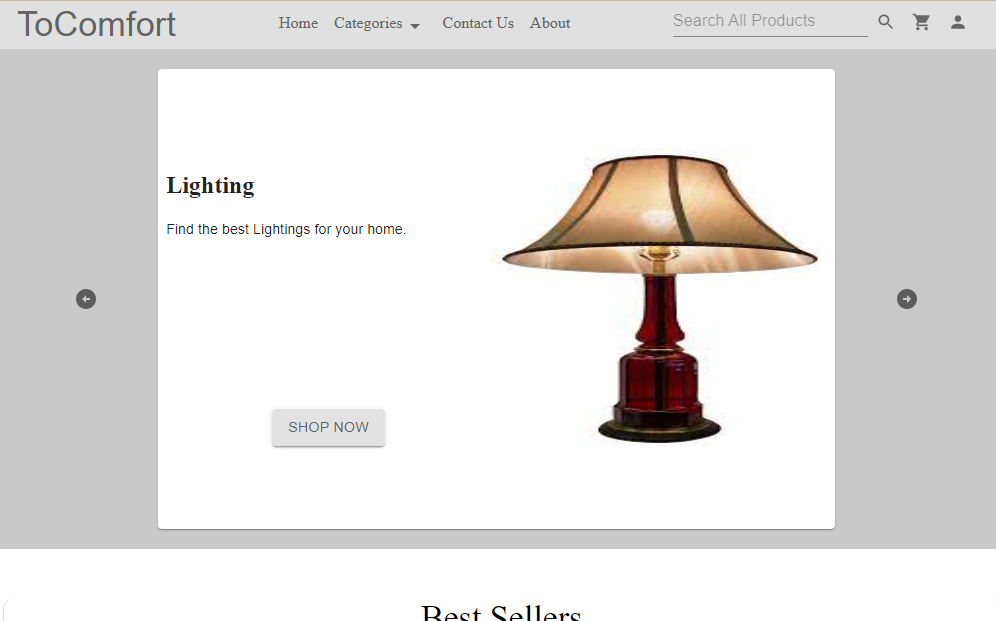 ToComfort
Home Categories Contact Us About
Search All Products
Lighting
Find the best Lightings for your home.
SHOP NOW
Best Sellers